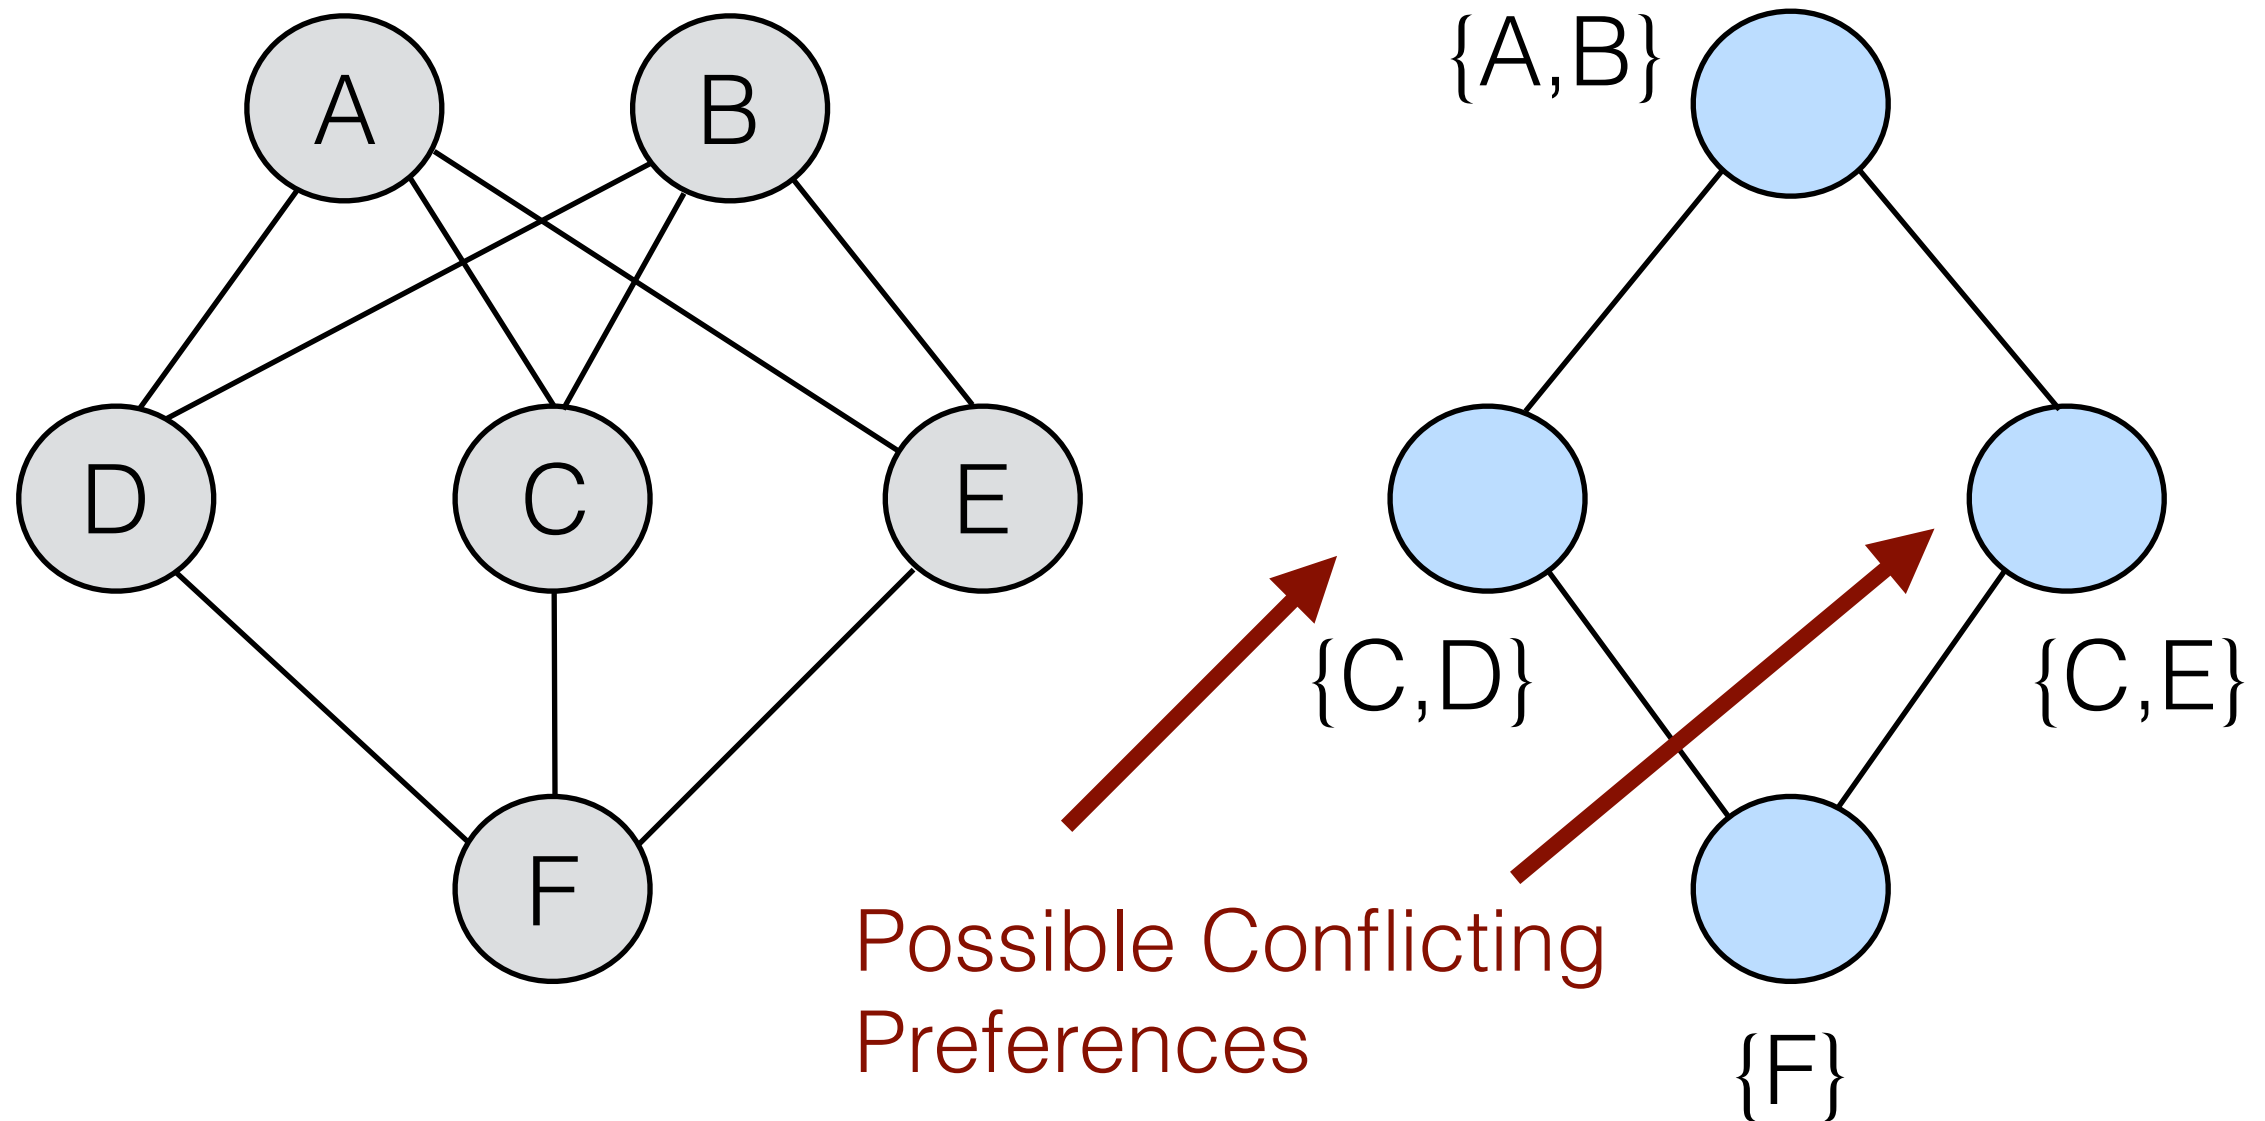 A
B
{A,B}
D
C
E
{C,D}
{C,E}
F
Possible Conflicting
Preferences
{F}